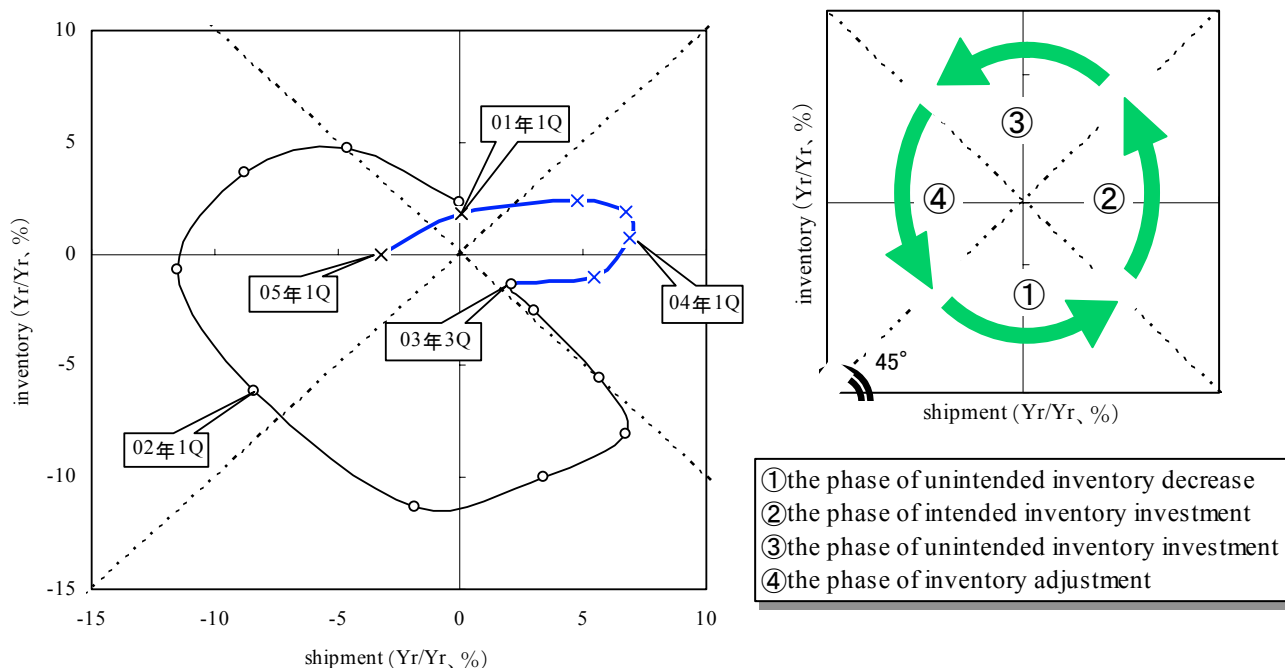 10
5
0
-5
-10
-15
-15
-10
-5
0
5
10
inventory (Yr/Yr、%)
shipment (Yr/Yr、%)
01年1Q
05年1Q
03年3Q
04年1Q
02年1Q
inventory (Yr/Yr、%)
③
④
②
①
45°
shipment (Yr/Yr、%)
①the phase of unintended inventory decrease
②the phase of intended inventory investment
③the phase of unintended inventory investment
④the phase of inventory adjustment